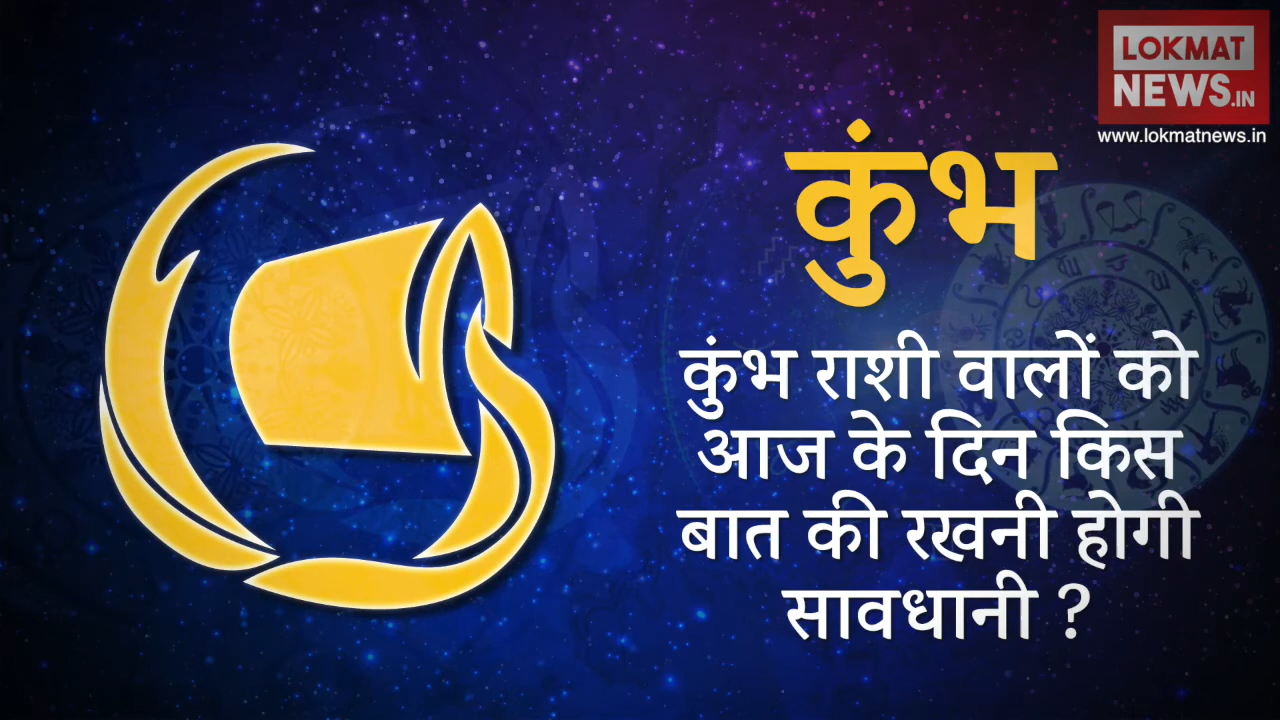 LOKMAT
NEWS.IN
www.lokmatnews.in
कुंभ
कुंभ राशी वालों को
आज के दिन किस
बात की रखनी होगी
सावधानी ?